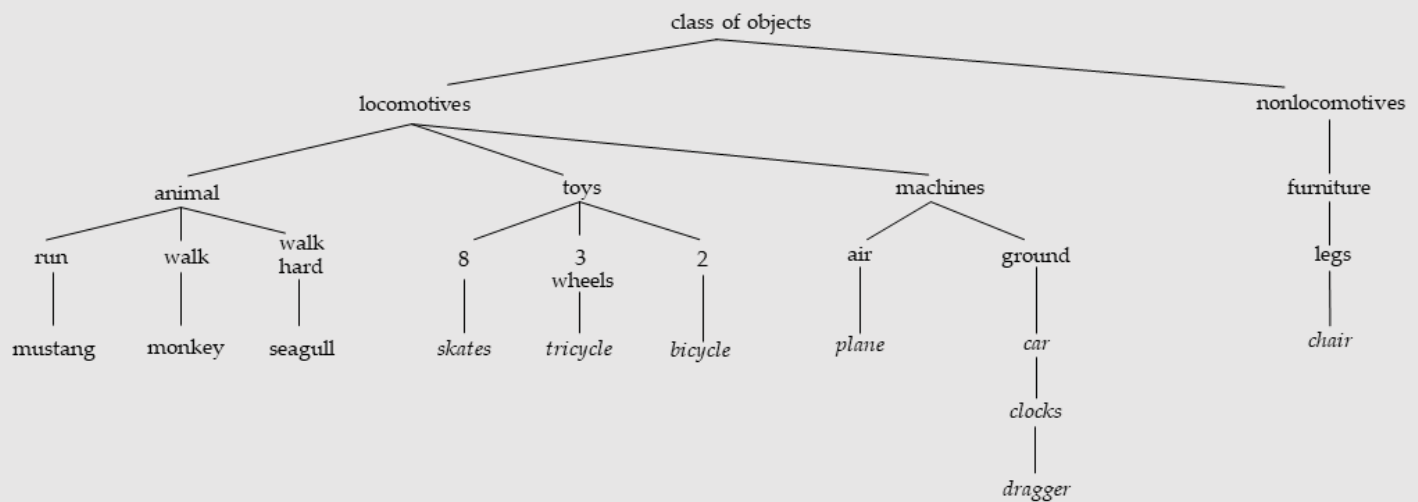 class of objects
locomotives
nonlocomotives
animal
toys
machines
furniture
run
walk
walk
hard
8
3
wheels
2
air
ground
legs
mustang
monkey
seagull
skates
tricycle
bicycle
plane
car
chair
clocks
dragger